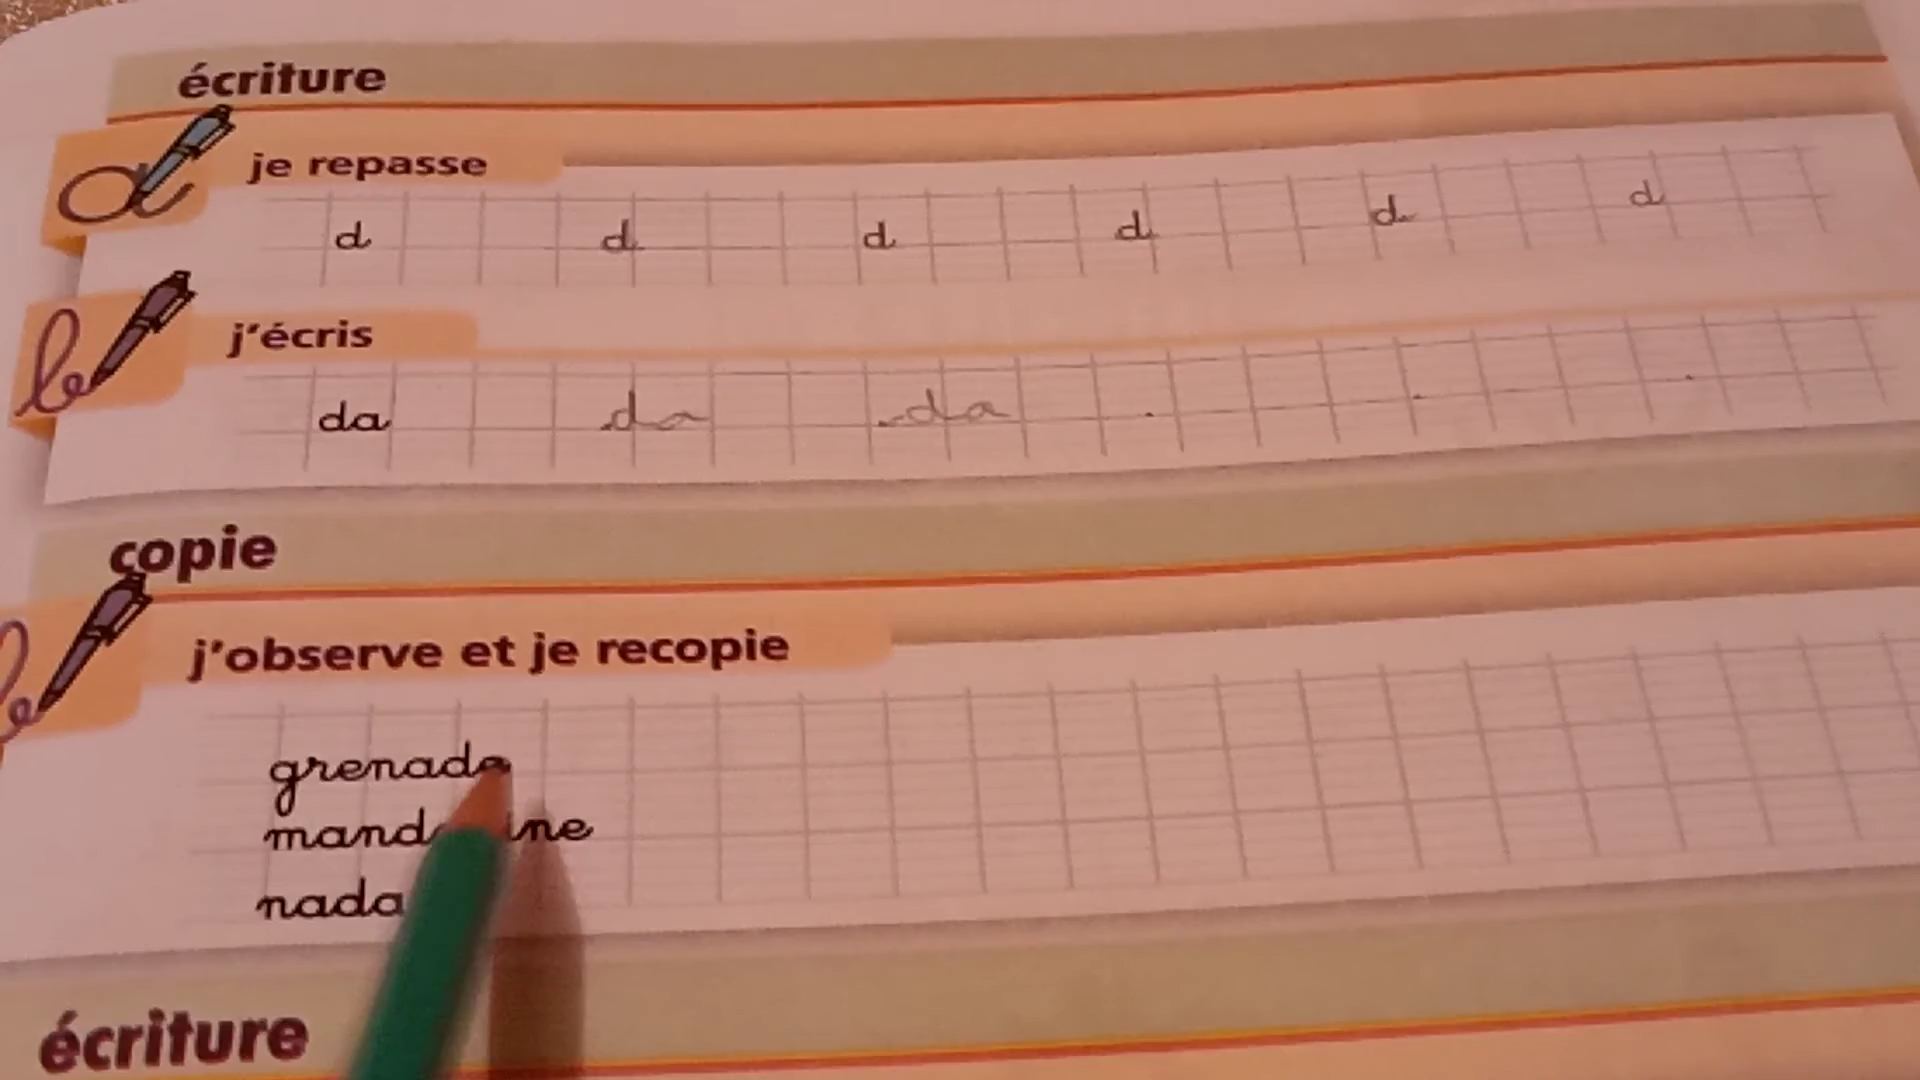 écriture
je repasse
d d d d d d
j'écris
da da da
copie
j'observe et je recopie
grenade
nada
écriture